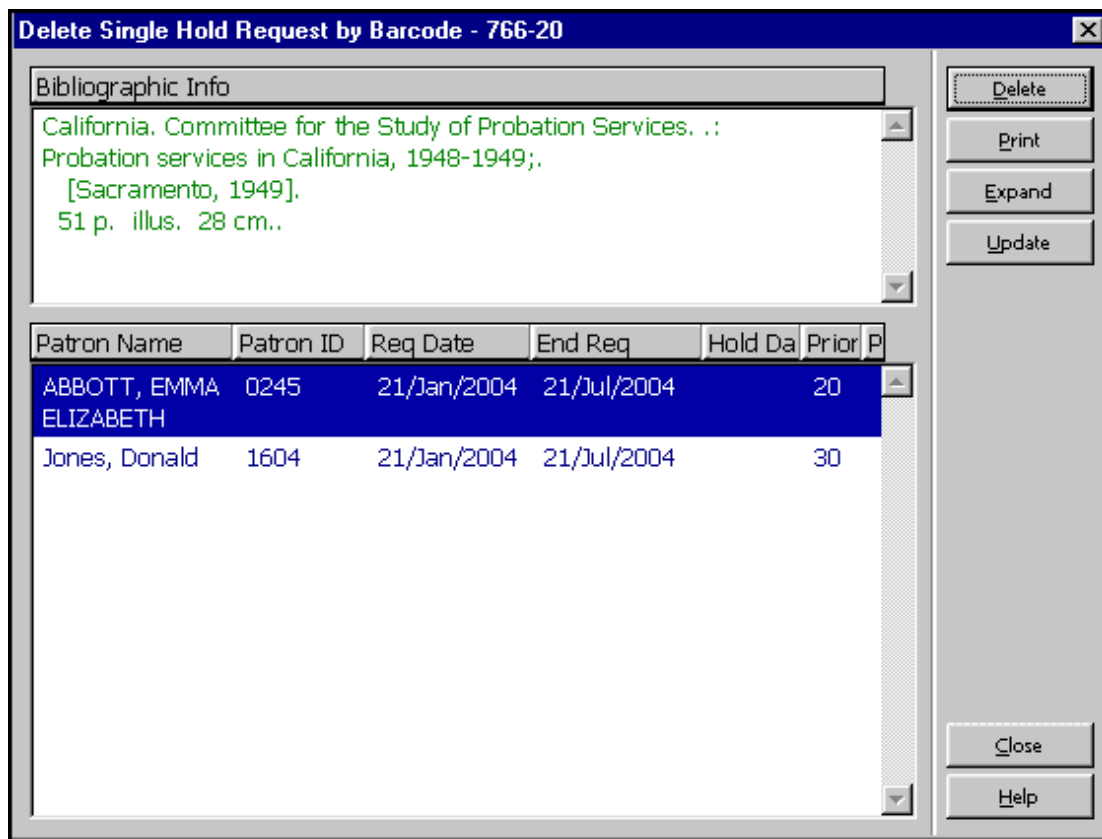 Delete Single Hold Request by Barcode - 766-20
Bibliographic Info
California. Committee for the Study of Probation Services. .:
Probation services in California, 1948-1949;.
[Sacramento, 1949].
51 p. illus. 28 cm..
Patron Name Patron ID Req Date End Req Hold Da Prior P
ABBOTT, EMMA ELIZABETH 0245 21/Jan/2004 21/Jul/2004 20
Jones, Donald 1604 21/Jan/2004 21/Jul/2004 30
Delete
Print
Expand
Update
Close
Help